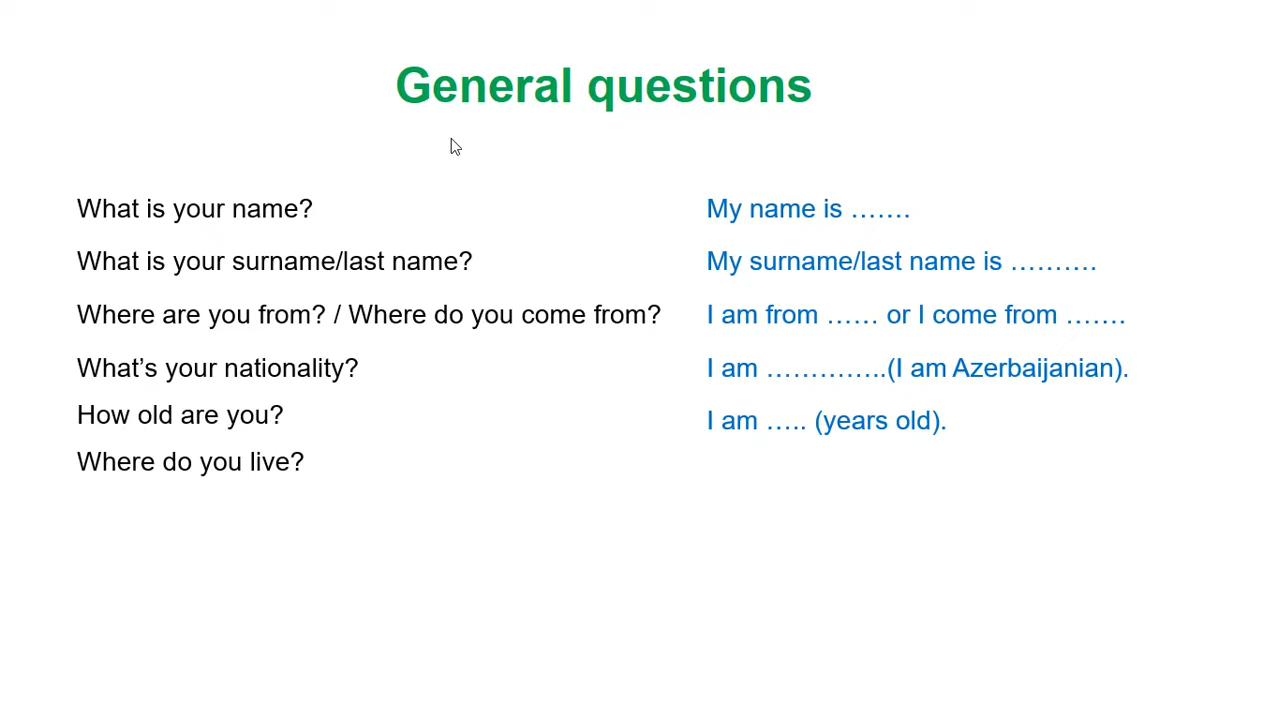 General questions
What is your name? My name is …….
What is your surname/last name? My surname/last name is ……….
Where are you from? / Where do you come from? I am from …… or I come from …….
What’s your nationality? I am …………..(I am Azerbaijanian).
How old are you? I am ….. (years old).
Where do you live?